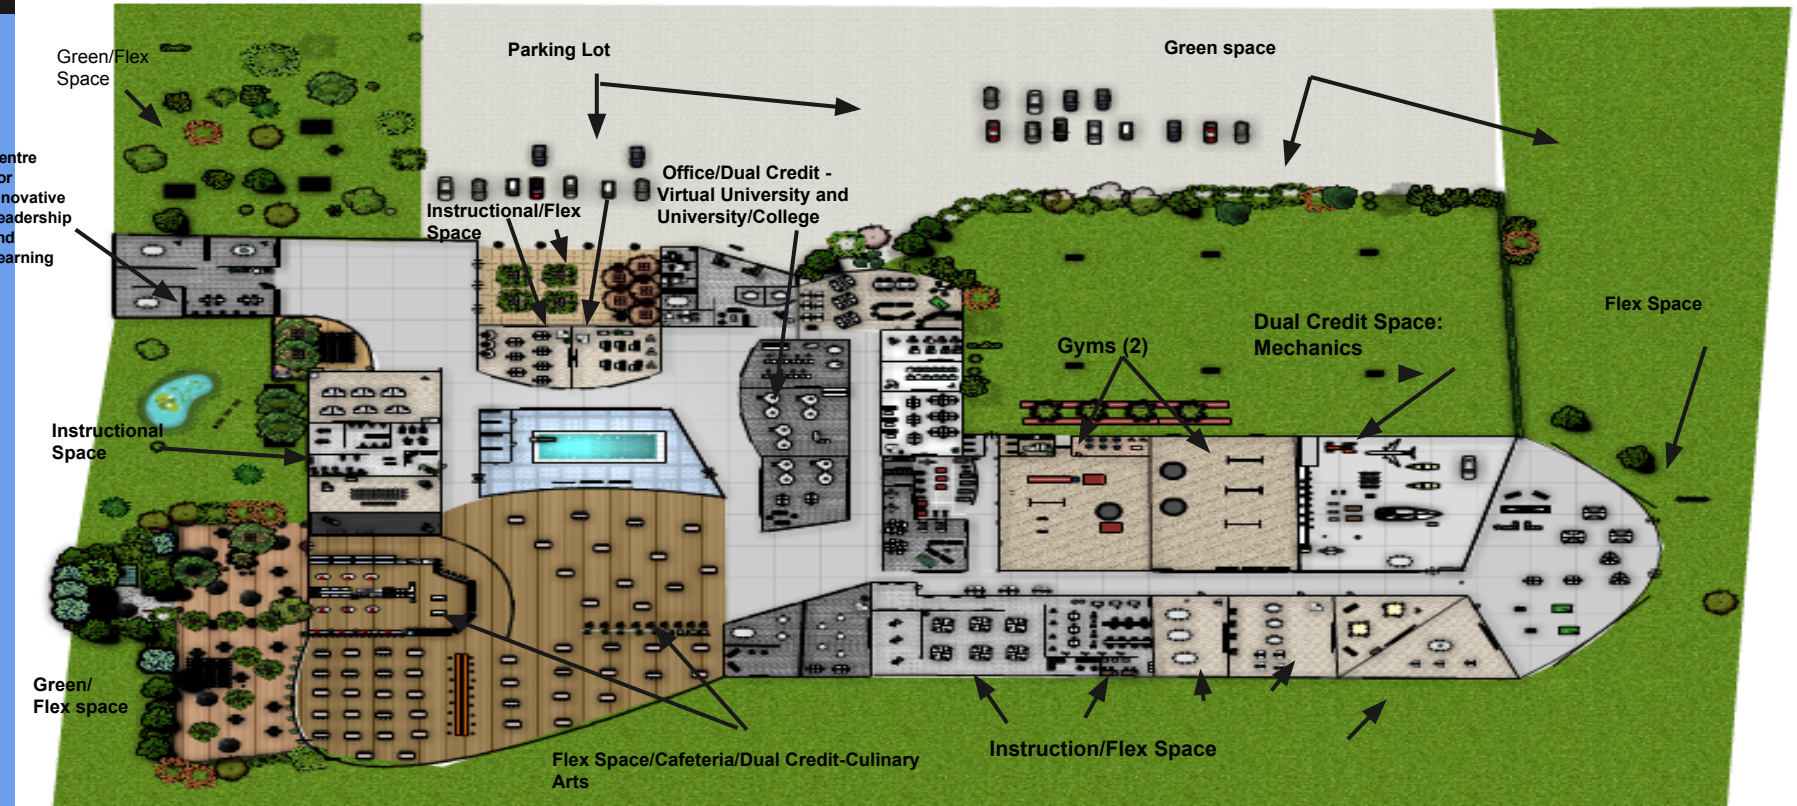 Green/Flex
Space
Parking Lot
Green space
entre
or
novative
eadership
nd
earning
Instructional/Flex
Space
Office/Dual Credit -
Virtual University and
University/College
Flex Space
Dual Credit Space:
Mechanics
Gyms (2)
Instructional
Space
Green/
Flex space
Flex Space/Cafeteria/Dual Credit-Culinary
Arts
Instruction/Flex Space